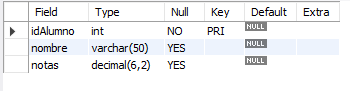 Field Type Null Key Default Extra
idAlumno int NO PRI NULL
nombre varchar(50) YES NULL
notas decimal(6,2) YES NULL